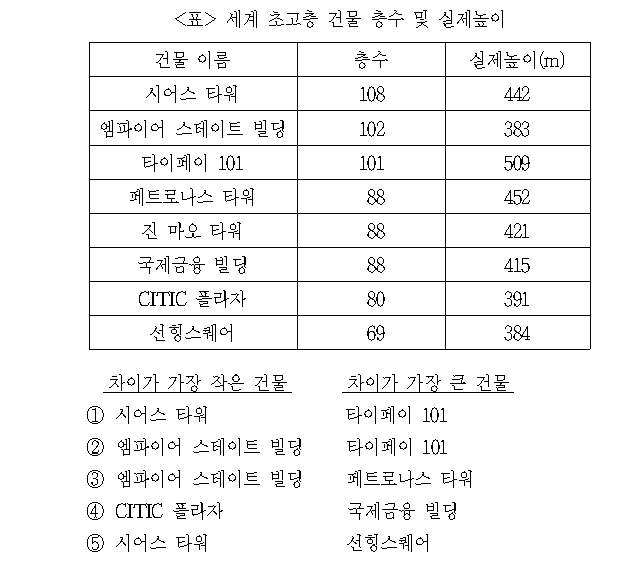 <표> 세계 초고층 건물 층수 및 실제높이
건물 이름 층수 실제높이(m)
시어스 타워 108 442
엠파이어 스테이트 빌딩 102 383
타이페이 101 101 509
페트로나스 타워 88 452
진 마오 타워 88 421
국제금융 빌딩 88 415
CITIC 플라자 80 391
선힝스퀘어 69 384
차이가 가장 작은 건물 차이가 가장 큰 건물
① 시어스 타워 타이페이 101
② 엠파이어 스테이트 빌딩 타이페이 101
③ 엠파이어 스테이트 빌딩 페트로나스 타워
④ CITIC 플라자 국제금융 빌딩
⑤ 시어스 타워 선힝스퀘어